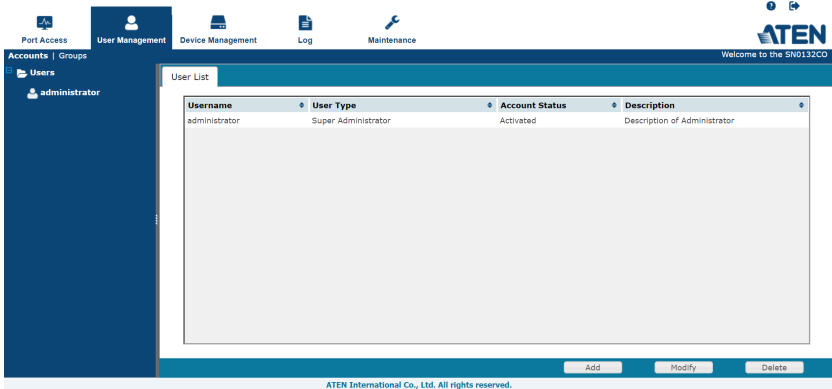 Port Access User Management Device Management Log Maintenance
ATEN
Accounts | Groups Welcome to the SN0132CO
Users
administrator
User List
Username User Type Account Status Description
administrator Super Administrator Activated Description of Administrator
Add Modify Delete
ATEN International Co., Ltd. All rights reserved.